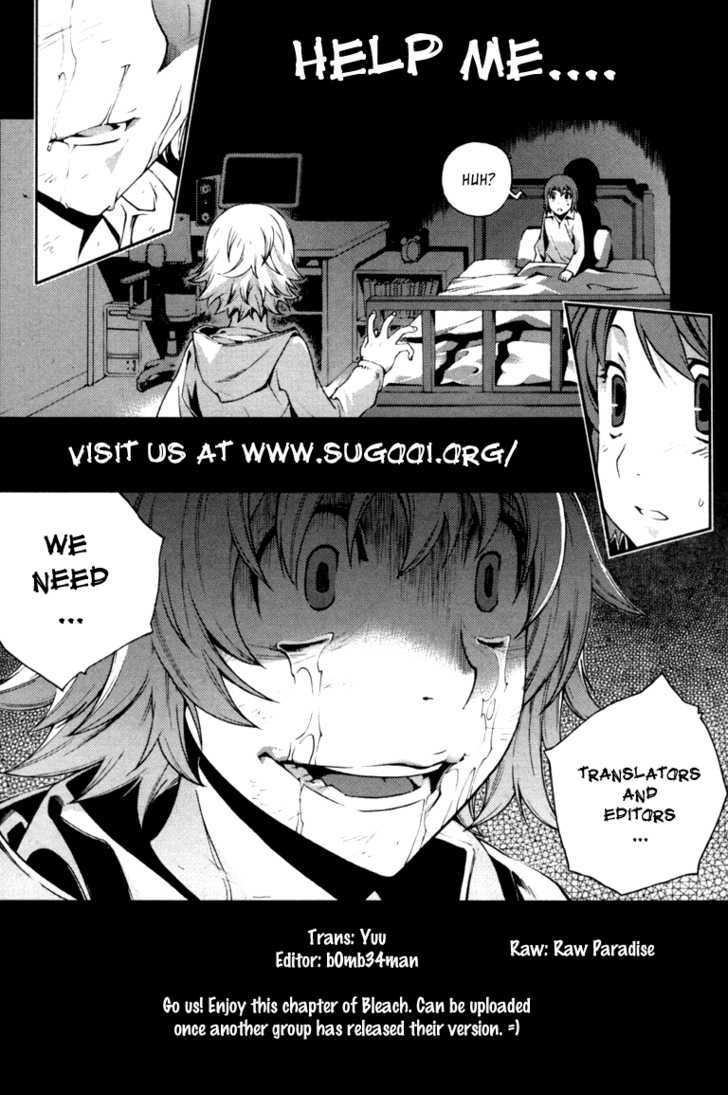 HELP ME....
HUH?
VISIT US AT WWW.SUGOOI.ORG/
WE
NEED
...
TRANSLATORS
AND
EDITORS
...
Trans: Yuu
Editor: b0mb34man
Raw: Raw Paradise
Go us! Enjoy this chapter of Bleach. Can be uploaded
once another group has released their version. =)